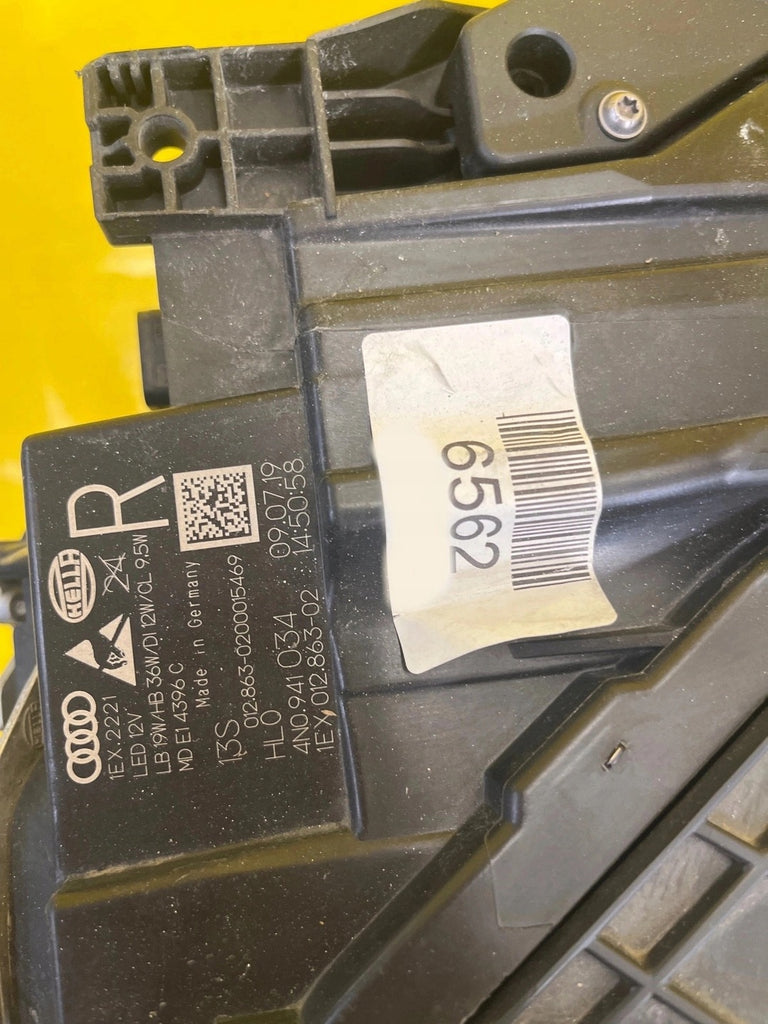 HELLA
24
R
1EX.2221
LED 12V
LB 19W/HB 36W/DI 12W/CL 9,5W
MD E1 4396 C
Made in Germany
13S
012.863-0200015469
HL0
09.07.19
4N0.941 034
14:50:58
1EX 012.863-02
6562